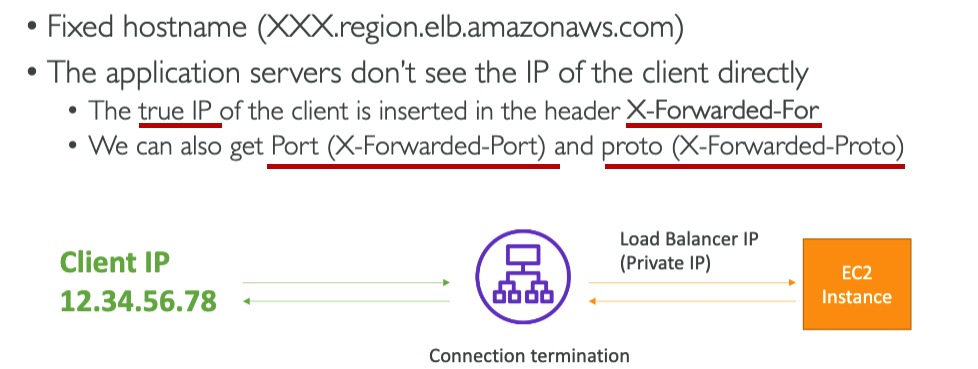 • Fixed hostname (XXX.region.elb.amazonaws.com)
• The application servers don't see the IP of the client directly
• The true IP of the client is inserted in the header X-Forwarded-For
• We can also get Port (X-Forwarded-Port) and proto (X-Forwarded-Proto)
Client IP
12.34.56.78
Load Balancer IP
(Private IP)
EC2
Instance
Connection termination